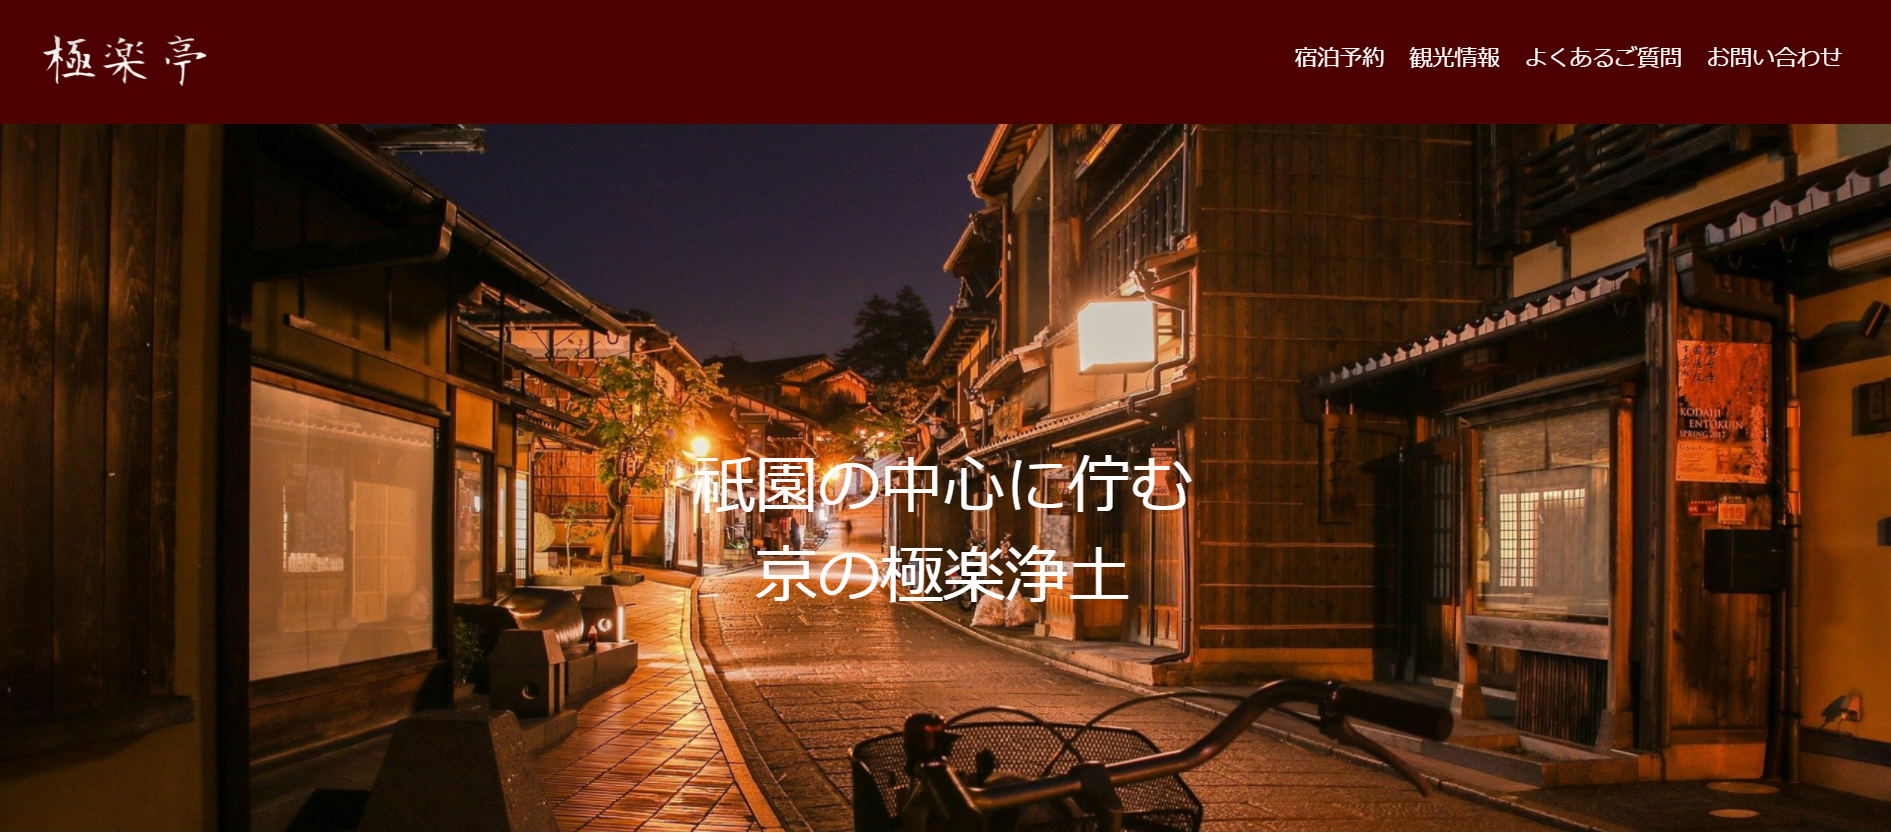 極楽亭
宿泊予約 観光情報 よくあるご質問 お問い合わせ
祇園の中心に佇む
京の極楽浄土
KODAIJI
ENTOKUIN
SPRING 2017